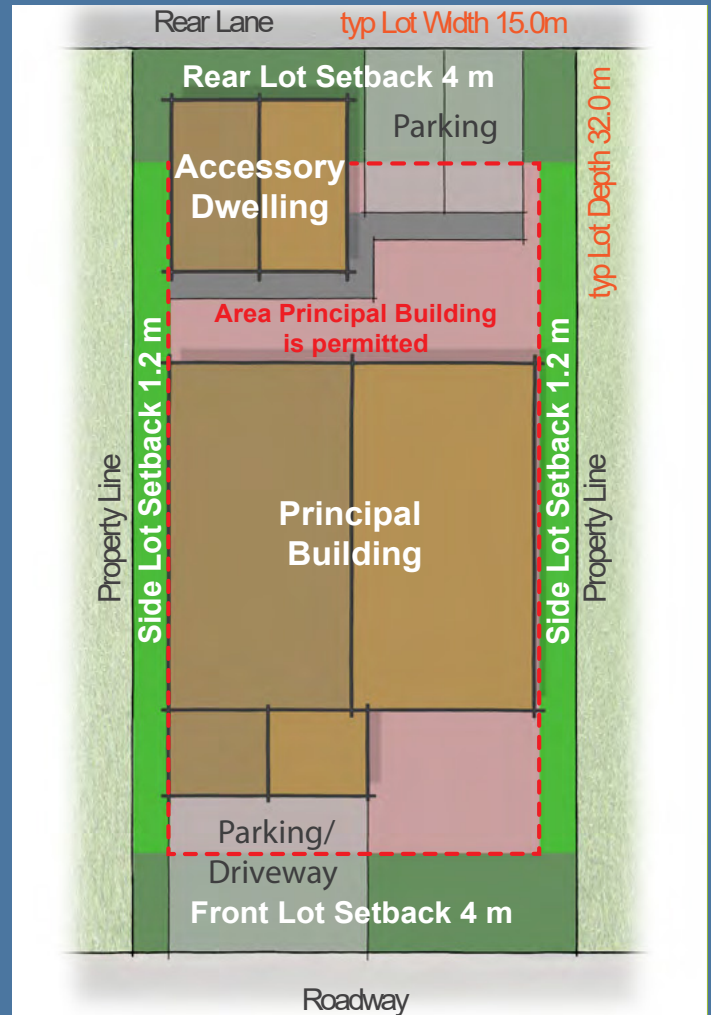 Rear Lane
typ Lot Width 15.0m
Rear Lot Setback 4 m
Parking
typ Lot Depth 32.0 m
Accessory
Dwelling
Area Principal Building
is permitted
Side Lot Setback 1.2 m
Side Lot Setback 1.2 m
Property Line
Property Line
Principal
Building
Parking/
Driveway
Front Lot Setback 4 m
Roadway